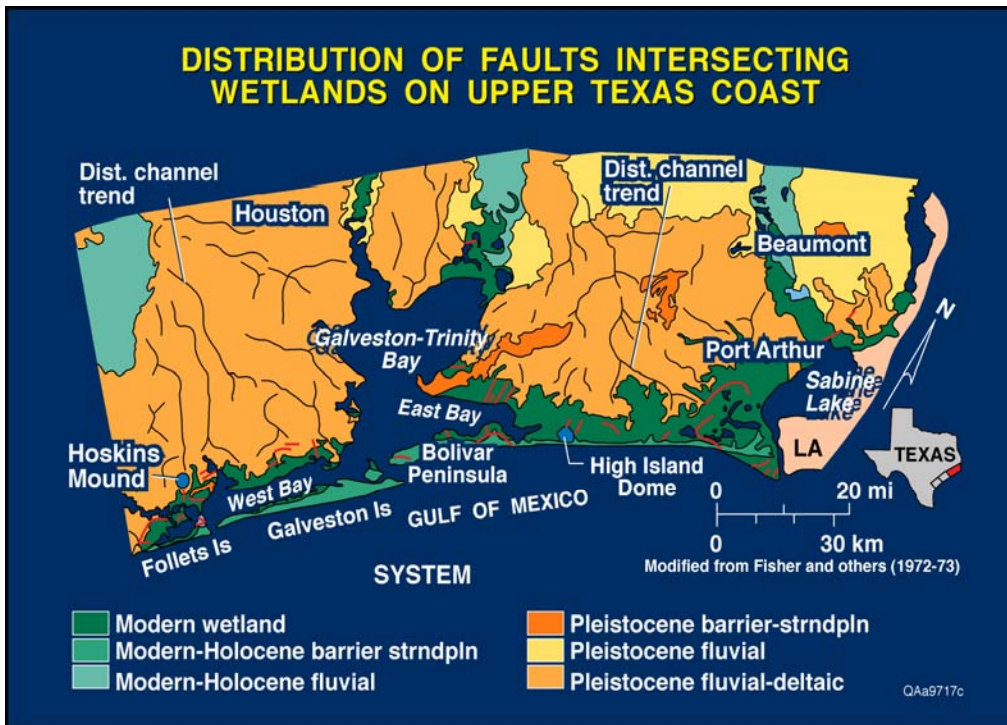 DISTRIBUTION OF FAULTS INTERSECTING
WETLANDS ON UPPER TEXAS COAST
Dist. channel
trend
Houston
Dist. channel
trend
Beaumont
N
Galveston-Trinity
Bay
Port Arthur
Sabine
Lake
East Bay
LA
TEXAS
Hoskins
Mound
West Bay
Bolivar
Peninsula
High Island
Dome
Galveston Is
GULF OF MEXICO
Follets Is
0 20 mi
0 30 km
Modified from Fisher and others (1972-73)
SYSTEM
Modern wetland
Modern-Holocene barrier strndpln
Modern-Holocene fluvial
Pleistocene barrier-strndpln
Pleistocene fluvial
Pleistocene fluvial-deltaic
QAa9717c